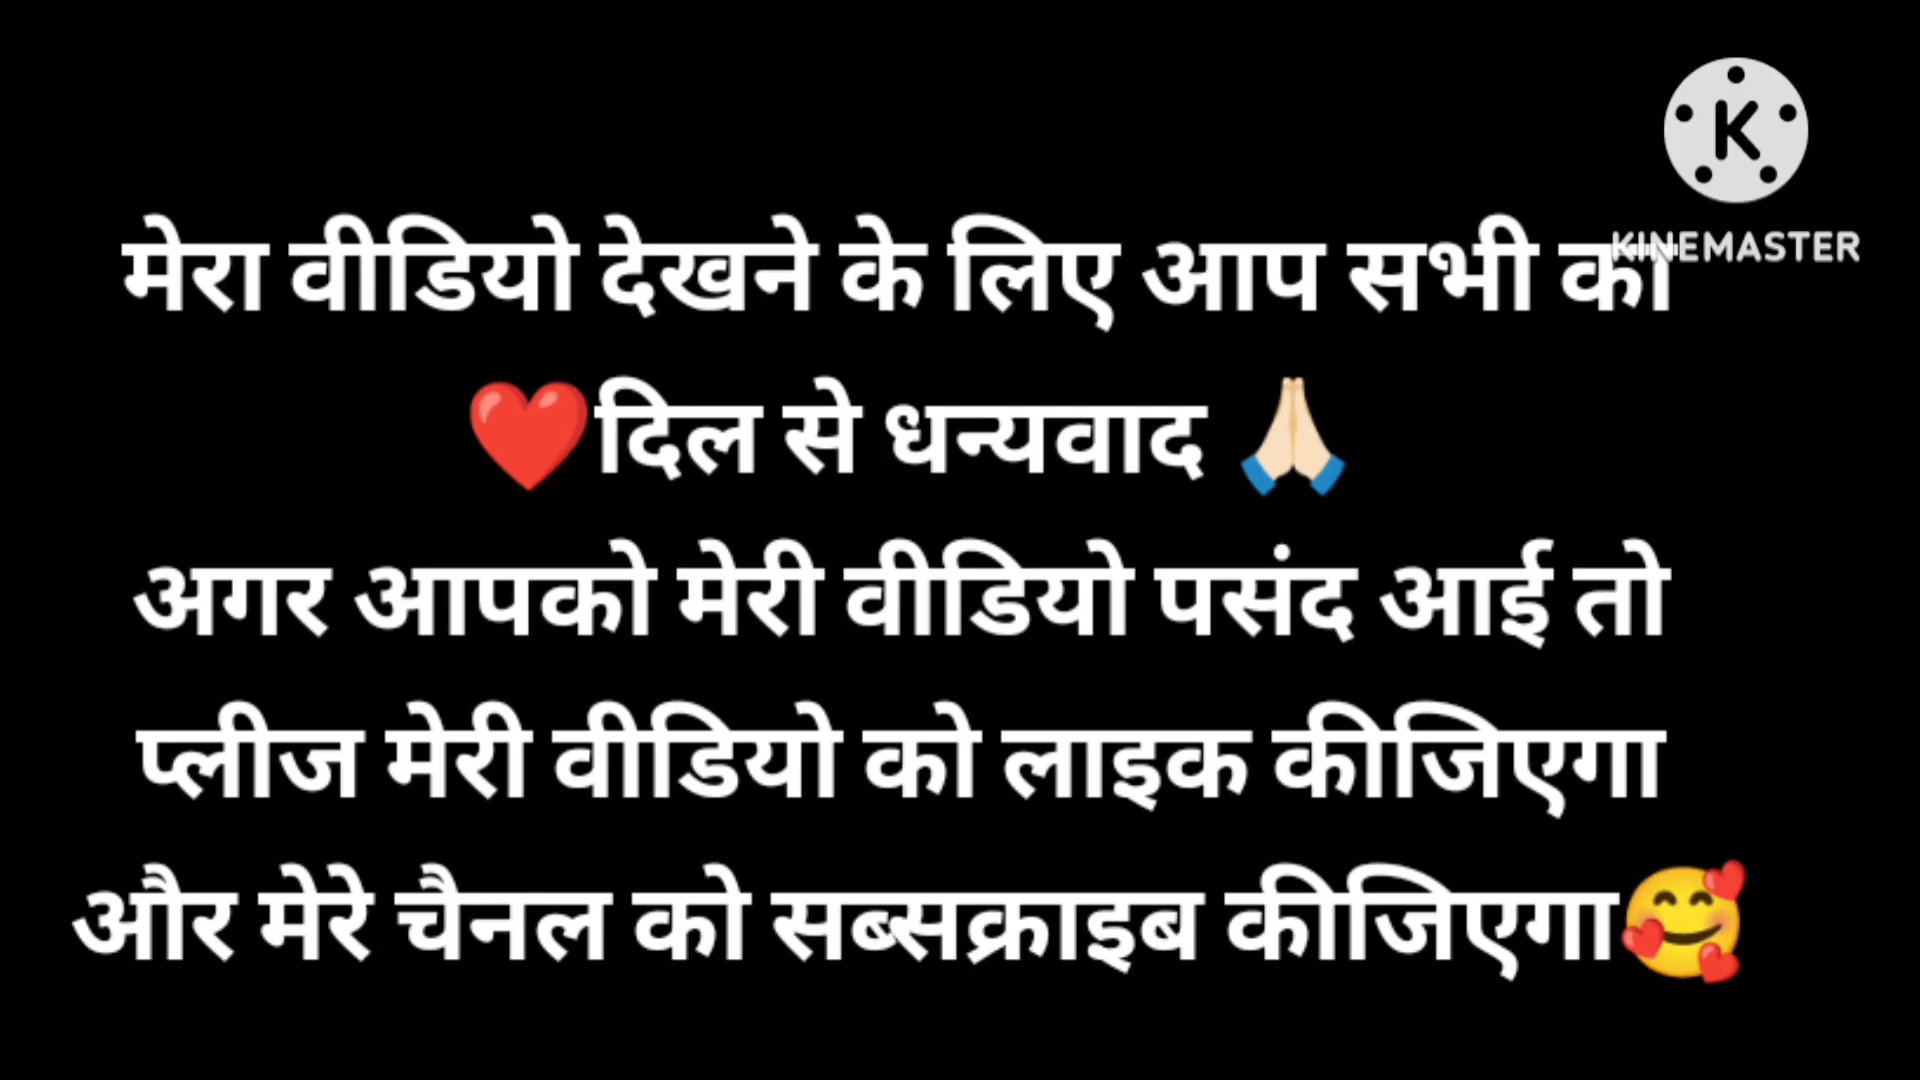 KINEMASTER
मेरा वीडियो देखने के लिए आप सभी का
❤️दिल से धन्यवाद 🙏🏻
अगर आपको मेरी वीडियो पसंद आई तो
प्लीज मेरी वीडियो को लाइक कीजिएगा
और मेरे चैनल को सब्सक्राइब कीजिएगा🥰